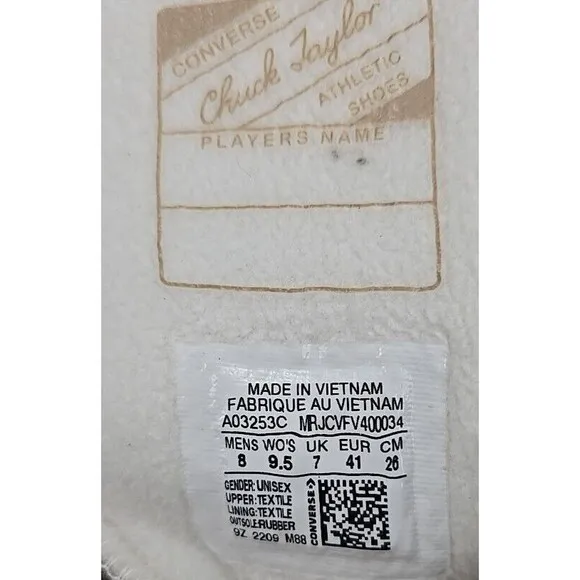 CONVERSE
Chuck Taylor
ATHLETIC
SHOES
PLAYERS NAME
MADE IN VIETNAM
FABRIQUE AU VIETNAM
A03253C MRJCVFV400034
MENS WO'S UK EUR CM
8 9.5 7 41 26
GENDER: UNISEX
UPPER: TEXTILE
LINING: TEXTILE
OUTSOLE:RUBBER
9Z 2209 M88
CONVERSE